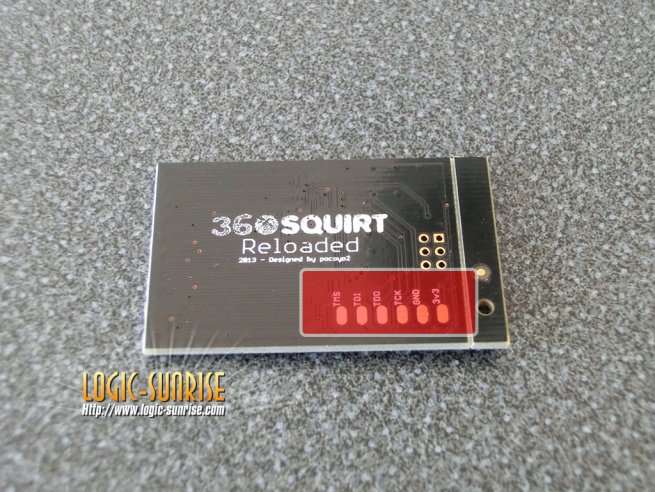 360SQUIRT
Reloaded
2013 - Designed by pocoyo2
TMS TDI TDO TCK GND 3v3
LOGIC-SUNRISE
Http://www.logic-sunrise.com